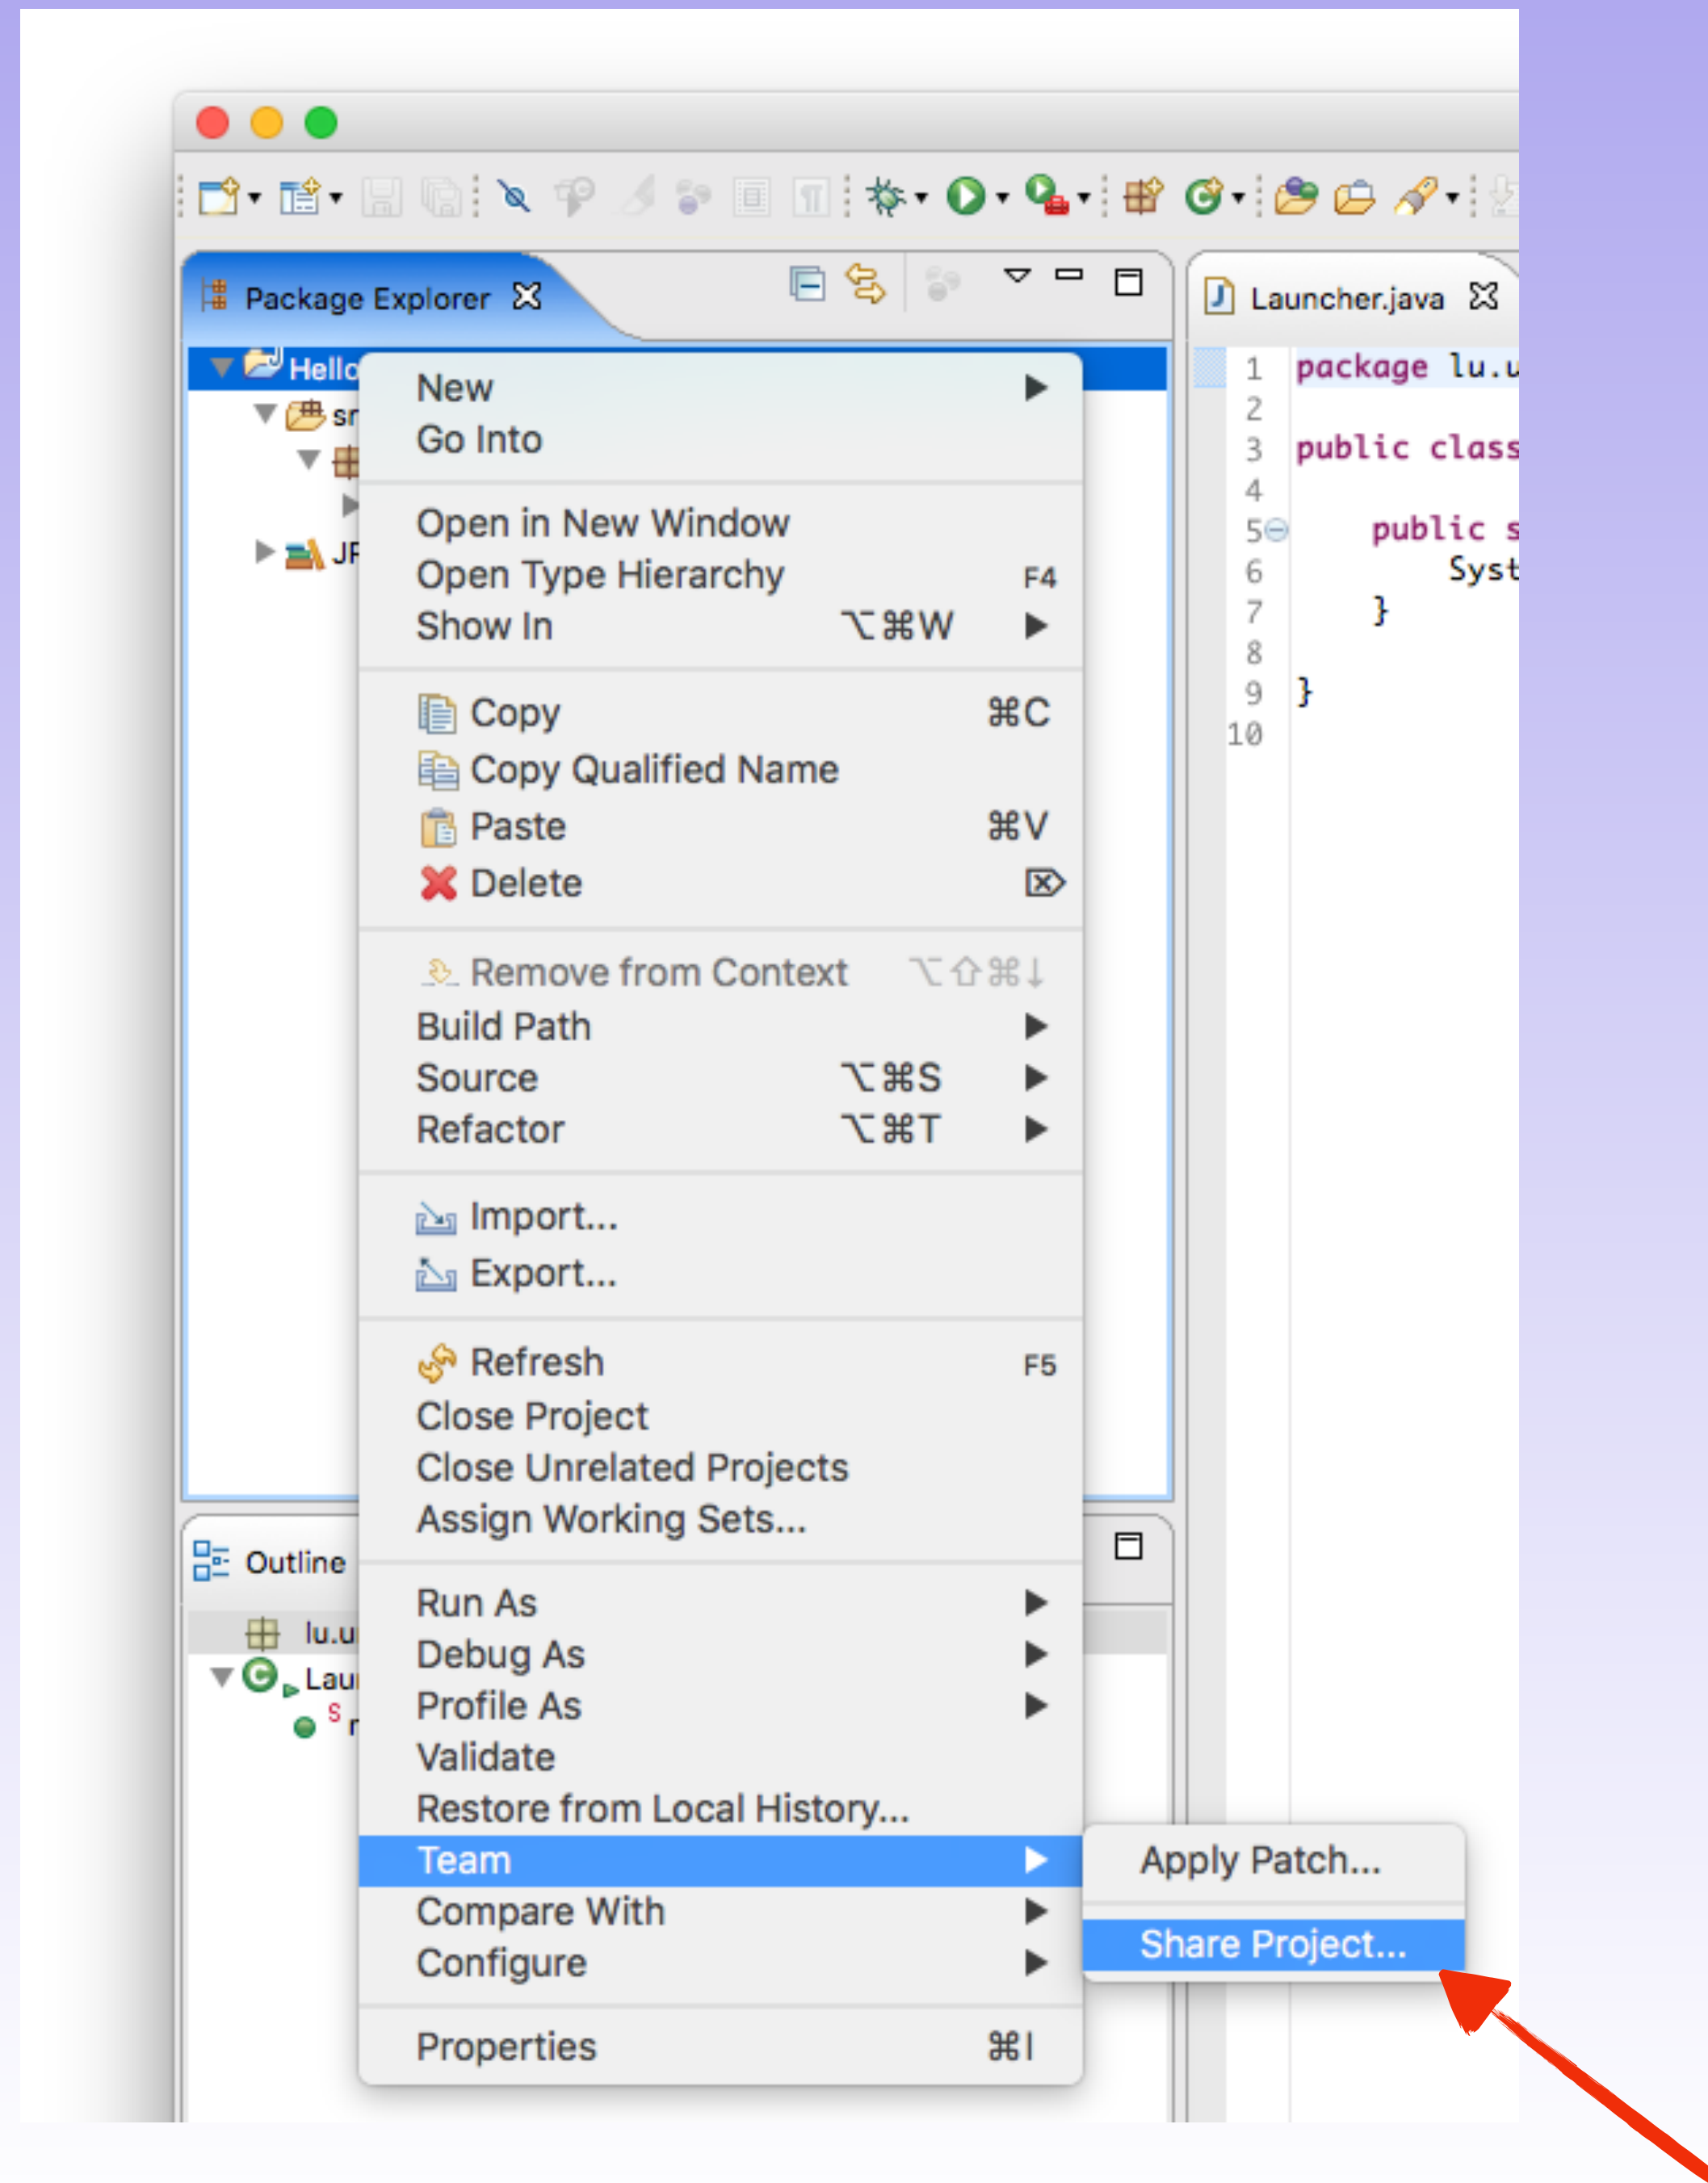 Package Explorer
Launcher.java
Hello
New
Go Into
Open in New Window
Open Type Hierarchy F4
Show In ⌥⌘W
Copy ⌘C
Copy Qualified Name
Paste ⌘V
Delete ⌦
Remove from Context ⌥⇧⌘↓
Build Path
Source ⌥⌘S
Refactor ⌥⌘T
Import...
Export...
Refresh F5
Close Project
Close Unrelated Projects
Assign Working Sets...
Run As
Debug As
Profile As
Validate
Restore from Local History...
Team
Compare With
Configure
Properties ⌘I
Apply Patch...
Share Project...
1 package lu.u
2
3 public class
4
5 public s
6 Syst
7 }
8
9 }
10
Outline
lu.u
Lau
S